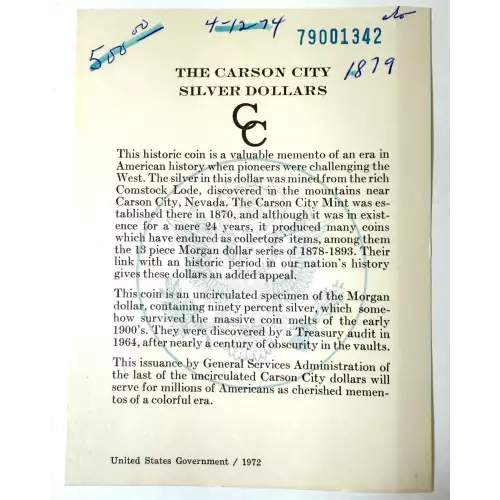 500.00
4-12-74
79001342
1879
THE CARSON CITY
SILVER DOLLARS
CC
This historic coin is a valuable memento of an era in
American history when pioneers were challenging the
West. The silver in this dollar was mined from the rich
Comstock Lode, discovered in the mountains near
Carson City, Nevada. The Carson City Mint was es-
tablished there in 1870, and although it was in exist-
ence for a mere 24 years, it produced many coins
which have endured as collectors' items, among them
the 13 piece Morgan dollar series of 1878-1893. Their
link with an historic period in our nation's history
gives these dollars an added appeal.
This coin is an uncirculated specimen of the Morgan
dollar, containing ninety percent silver, which some-
how survived the massive coin melts of the early
1900's. They were discovered by a Treasury audit in
1964, after nearly a century of obscurity in the vaults.
This issuance by General Services Administration of
the last of the uncirculated Carson City dollars will
serve for millions of Americans as cherished memen-
tos of a colorful era.
United States Government / 1972